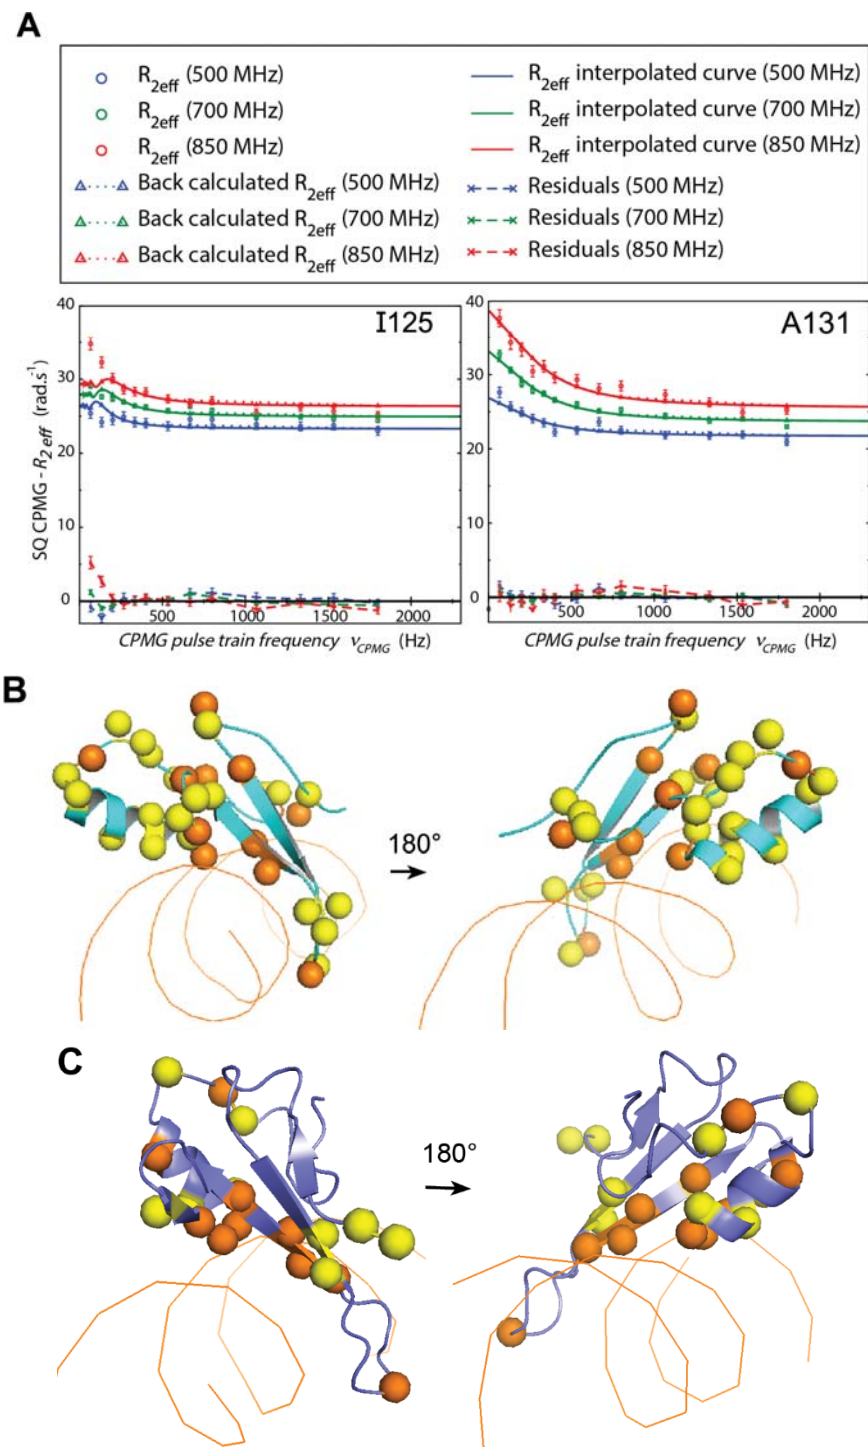 A
R2eff (500 MHz)
R2eff (700 MHz)
R2eff (850 MHz)
Back calculated R2eff (500 MHz)
Back calculated R2eff (700 MHz)
Back calculated R2eff (850 MHz)
R2eff interpolated curve (500 MHz)
R2eff interpolated curve (700 MHz)
R2eff interpolated curve (850 MHz)
Residuals (500 MHz)
Residuals (700 MHz)
Residuals (850 MHz)
SQ CPMG - R2 eff (rad.s-1)
40
30
20
10
0
I125
500
1000
1500
2000
CPMG pulse train frequency νCPMG (Hz)
40
30
20
10
0
A131
500
1000
1500
2000
CPMG pulse train frequency νCPMG (Hz)
B
180°
C
180°